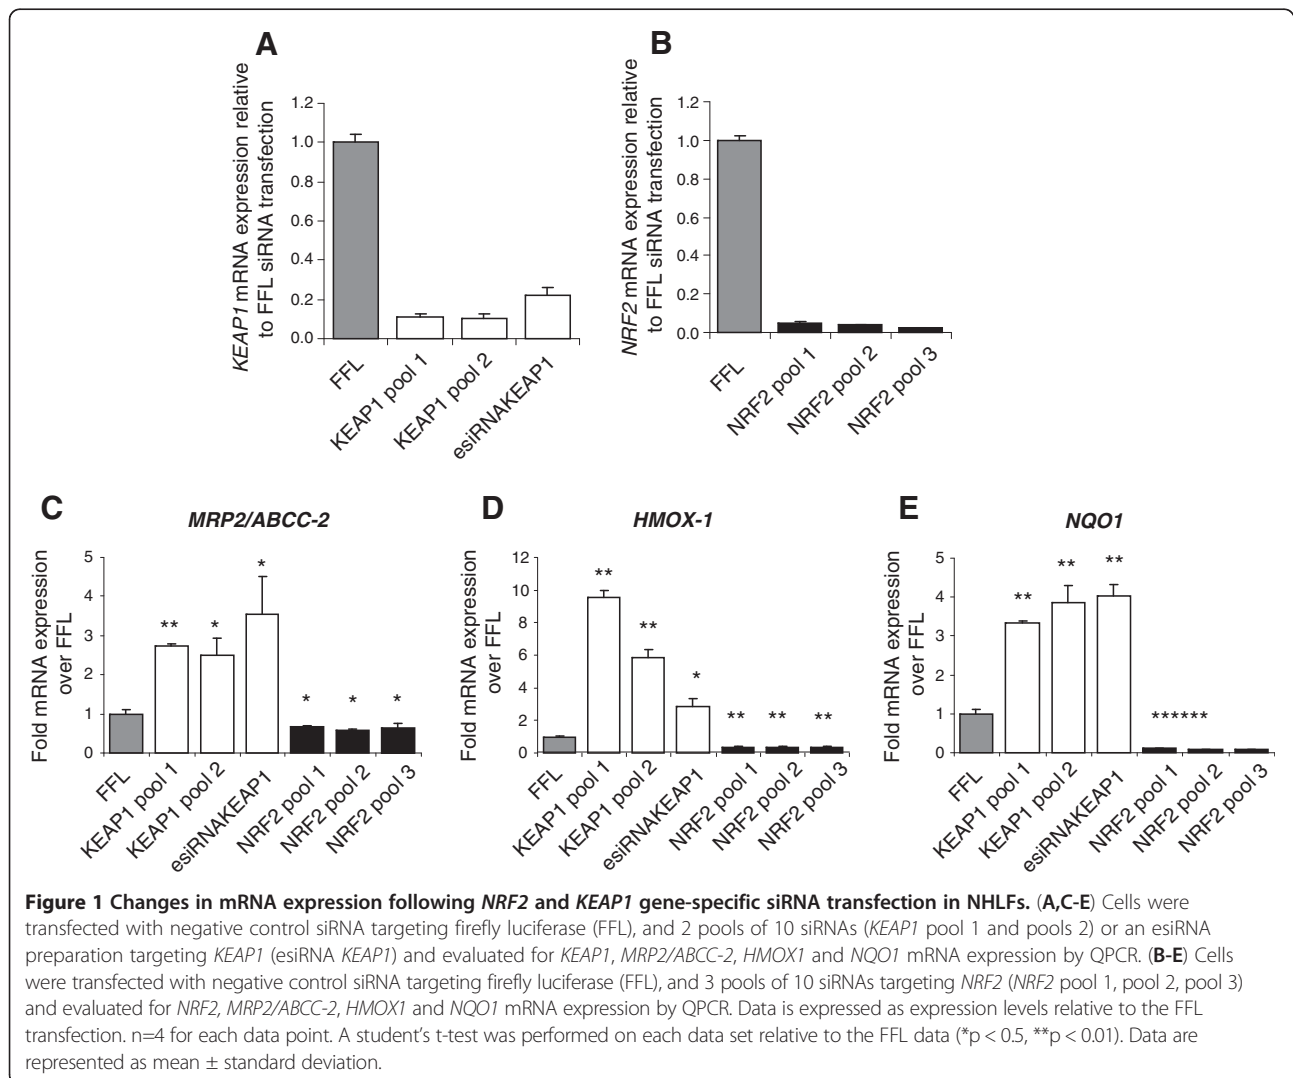 A
KEAP1 mRNA expression relative
to FFL siRNA transfection
1.2
1.0
0.8
0.6
0.4
0.2
0.0
FFL
KEAP1 pool 1
KEAP1 pool 2
esiRNAKEAP1
B
NRF2 mRNA expression relative
to FFL siRNA transfection
1.2
1.0
0.8
0.6
0.4
0.2
0.0
FFL
NRF2 pool 1
NRF2 pool 2
NRF2 pool 3
C
MRP2/ABCC-2
Fold mRNA expression
over FFL
5
4
3
2
1
0
** * * * * *
FFL
KEAP1 pool 1
KEAP1 pool 2
esiRNAKEAP1
NRF2 pool 1
NRF2 pool 2
NRF2 pool 3
D
HMOX-1
Fold mRNA expression
over FFL
12
10
8
6
4
2
0
** ** * ** ** **
FFL
KEAP1 pool 1
KEAP1 pool 2
esiRNAKEAP1
NRF2 pool 1
NRF2 pool 2
NRF2 pool 3
E
NQO1
Fold mRNA expression
over FFL
5
4
3
2
1
0
** ** ** ******
FFL
KEAP1 pool 1
KEAP1 pool 2
esiRNAKEAP1
NRF2 pool 1
NRF2 pool 2
NRF2 pool 3
Figure 1 Changes in mRNA expression following NRF2 and KEAP1 gene-specific siRNA transfection in NHLFs. (A,C-E) Cells were
transfected with negative control siRNA targeting firefly luciferase (FFL), and 2 pools of 10 siRNAs (KEAP1 pool 1 and pools 2) or an esiRNA
preparation targeting KEAP1 (esiRNA KEAP1) and evaluated for KEAP1, MRP2/ABCC-2, HMOX1 and NQO1 mRNA expression by QPCR. (B-E) Cells
were transfected with negative control siRNA targeting firefly luciferase (FFL), and 3 pools of 10 siRNAs targeting NRF2 (NRF2 pool 1, pool 2, pool 3)
and evaluated for NRF2, MRP2/ABCC-2, HMOX1 and NQO1 mRNA expression by QPCR. Data is expressed as expression levels relative to the FFL
transfection. n=4 for each data point. A student's t-test was performed on each data set relative to the FFL data (*p < 0.5, **p < 0.01). Data are
represented as mean ± standard deviation.